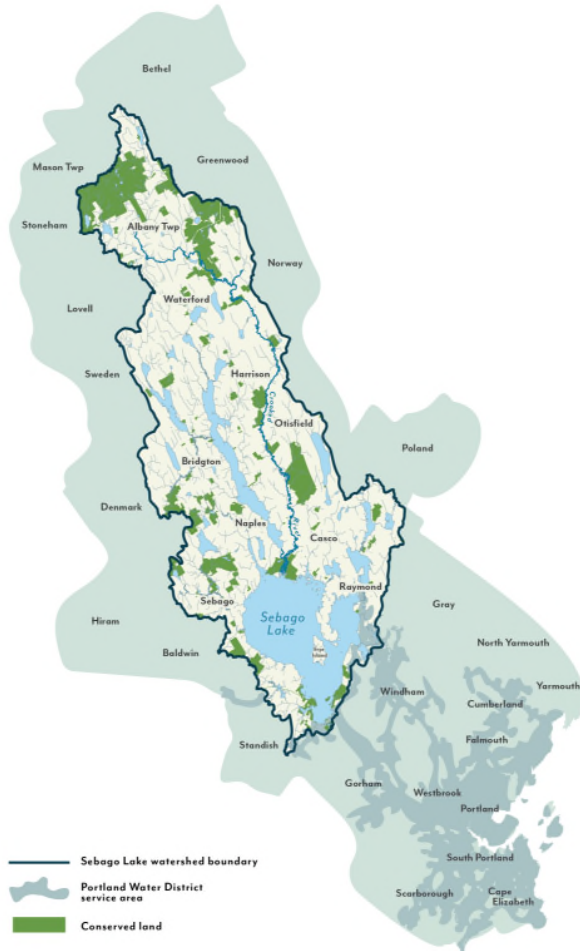 Bethel
Mason Twp
Greenwood
Stoneham
Albany Twp
Norway
Waterford
Lovell
Sweden
Harrison
Crooked
Otisfield
Poland
Bridgton
Denmark
River
Naples
Casco
Raymond
Sebago
Gray
Sebago
Lake
Hiram
Frye
Island
North Yarmouth
Baldwin
Windham
Yarmouth
Cumberland
Standish
Falmouth
Gorham
Westbrook
Portland
South Portland
Scarborough
Cape
Elizabeth
Sebago Lake watershed boundary
Portland Water District
service area
Conserved land